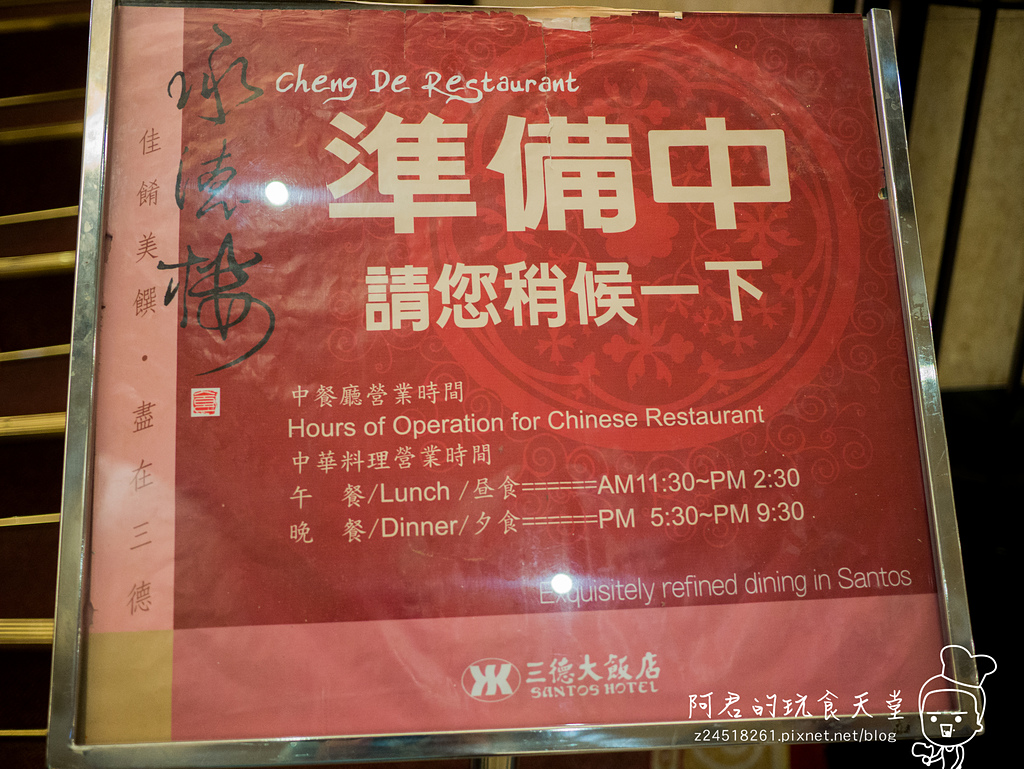 承德樓
Cheng De Restaurant
佳餚美饌・盡在三德
準備中
請您稍候一下
中餐廳營業時間
Hours of Operation for Chinese Restaurant
中華料理營業時間
午 餐/Lunch /昼食======AM11:30~PM 2:30
晚 餐/Dinner/夕食======PM 5:30~PM 9:30
Exquisitely refined dining in Santos
三德大飯店
SANTOS HOTEL
阿君的玩食天堂
z24518261.pixnet.net/blog